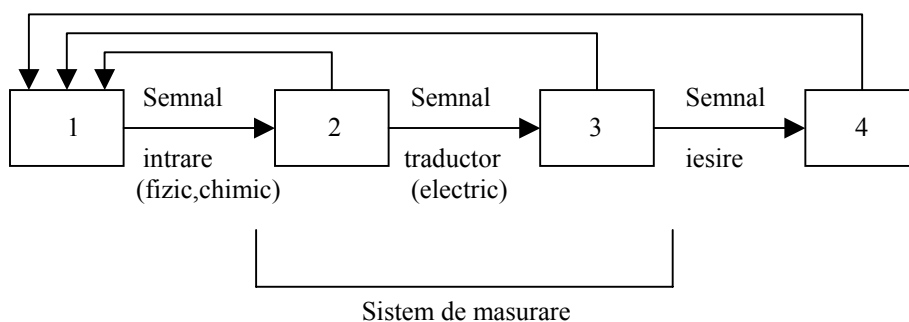 Semnal
Semnal
Semnal
1
2
3
4
intrare
traductor
iesire
(fizic,chimic)
(electric)
Sistem de masurare